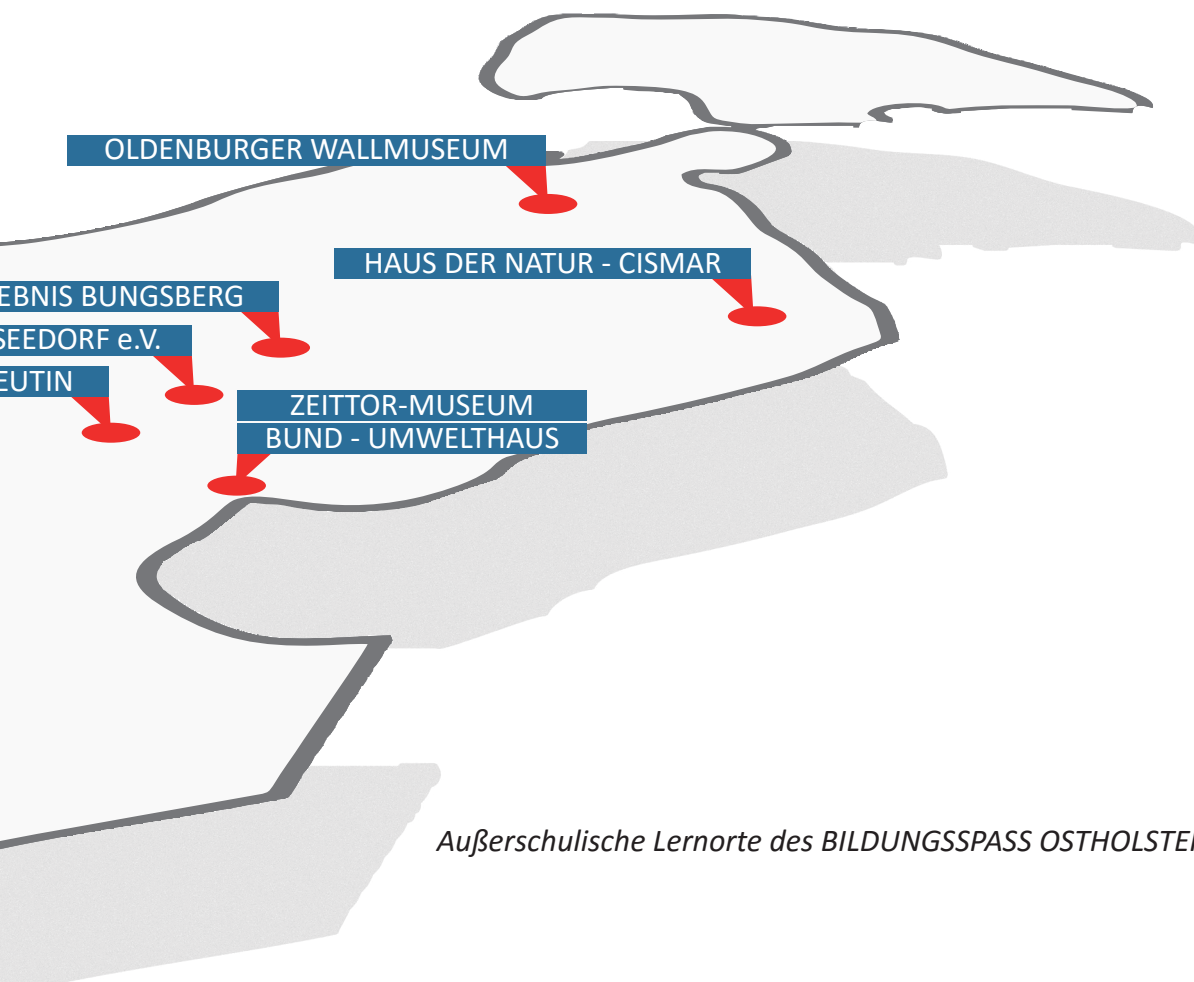 OLDENBURGER WALLMUSEUM
HAUS DER NATUR - CISMAR
EBNIS BUNGSBERG
SEEDORF e.V.
EUTIN
ZEITTOR-MUSEUM
BUND - UMWELTHAUS
Außerschulische Lernorte des BILDUNGSSPASS OSTHOLSTEI